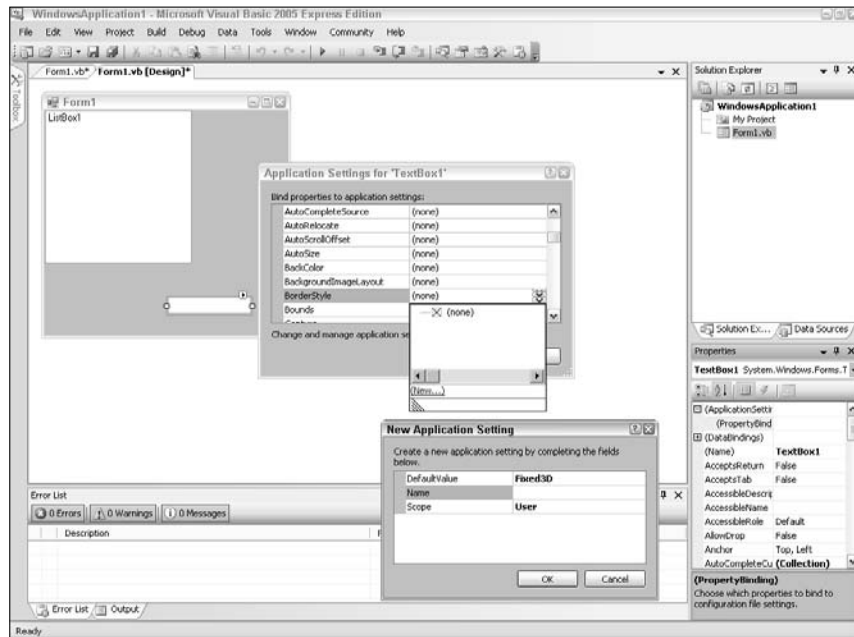 WindowsApplication1 - Microsoft Visual Basic 2005 Express Edition
File Edit View Project Build Debug Data Tools Window Community Help
Toolbox
Form1.vb* Form1.vb [Design]*
Form1
ListBox1
Application Settings for 'TextBox1'
Bind properties to application settings:
AutoCompleteSource (none)
AutoRelocate (none)
AutoScrollOffset (none)
AutoSize (none)
BackColor (none)
BackgroundImageLayout (none)
BorderStyle (none)
Bounds
(none)
Change and manage application se
(New...)
New Application Setting
Create a new application setting by completing the fields
below.
DefaultValue Fixed3D
Name
Scope User
OK Cancel
Solution Explorer
WindowsApplication1
My Project
Form1.vb
Solution Ex... Data Sources
Properties
TextBox1 System.Windows.Forms.T
(ApplicationSettir
(PropertyBind
(DataBindings)
(Name) TextBox1
AcceptsReturn False
AcceptsTab False
AccessibleDescrip
AccessibleName
AccessibleRole Default
AllowDrop False
Anchor Top, Left
AutoCompleteCu (Collection)
(PropertyBinding)
Choose which properties to bind to
configuration file settings.
Error List
0 Errors 0 Warnings 0 Messages
Description
Error List Output
Ready